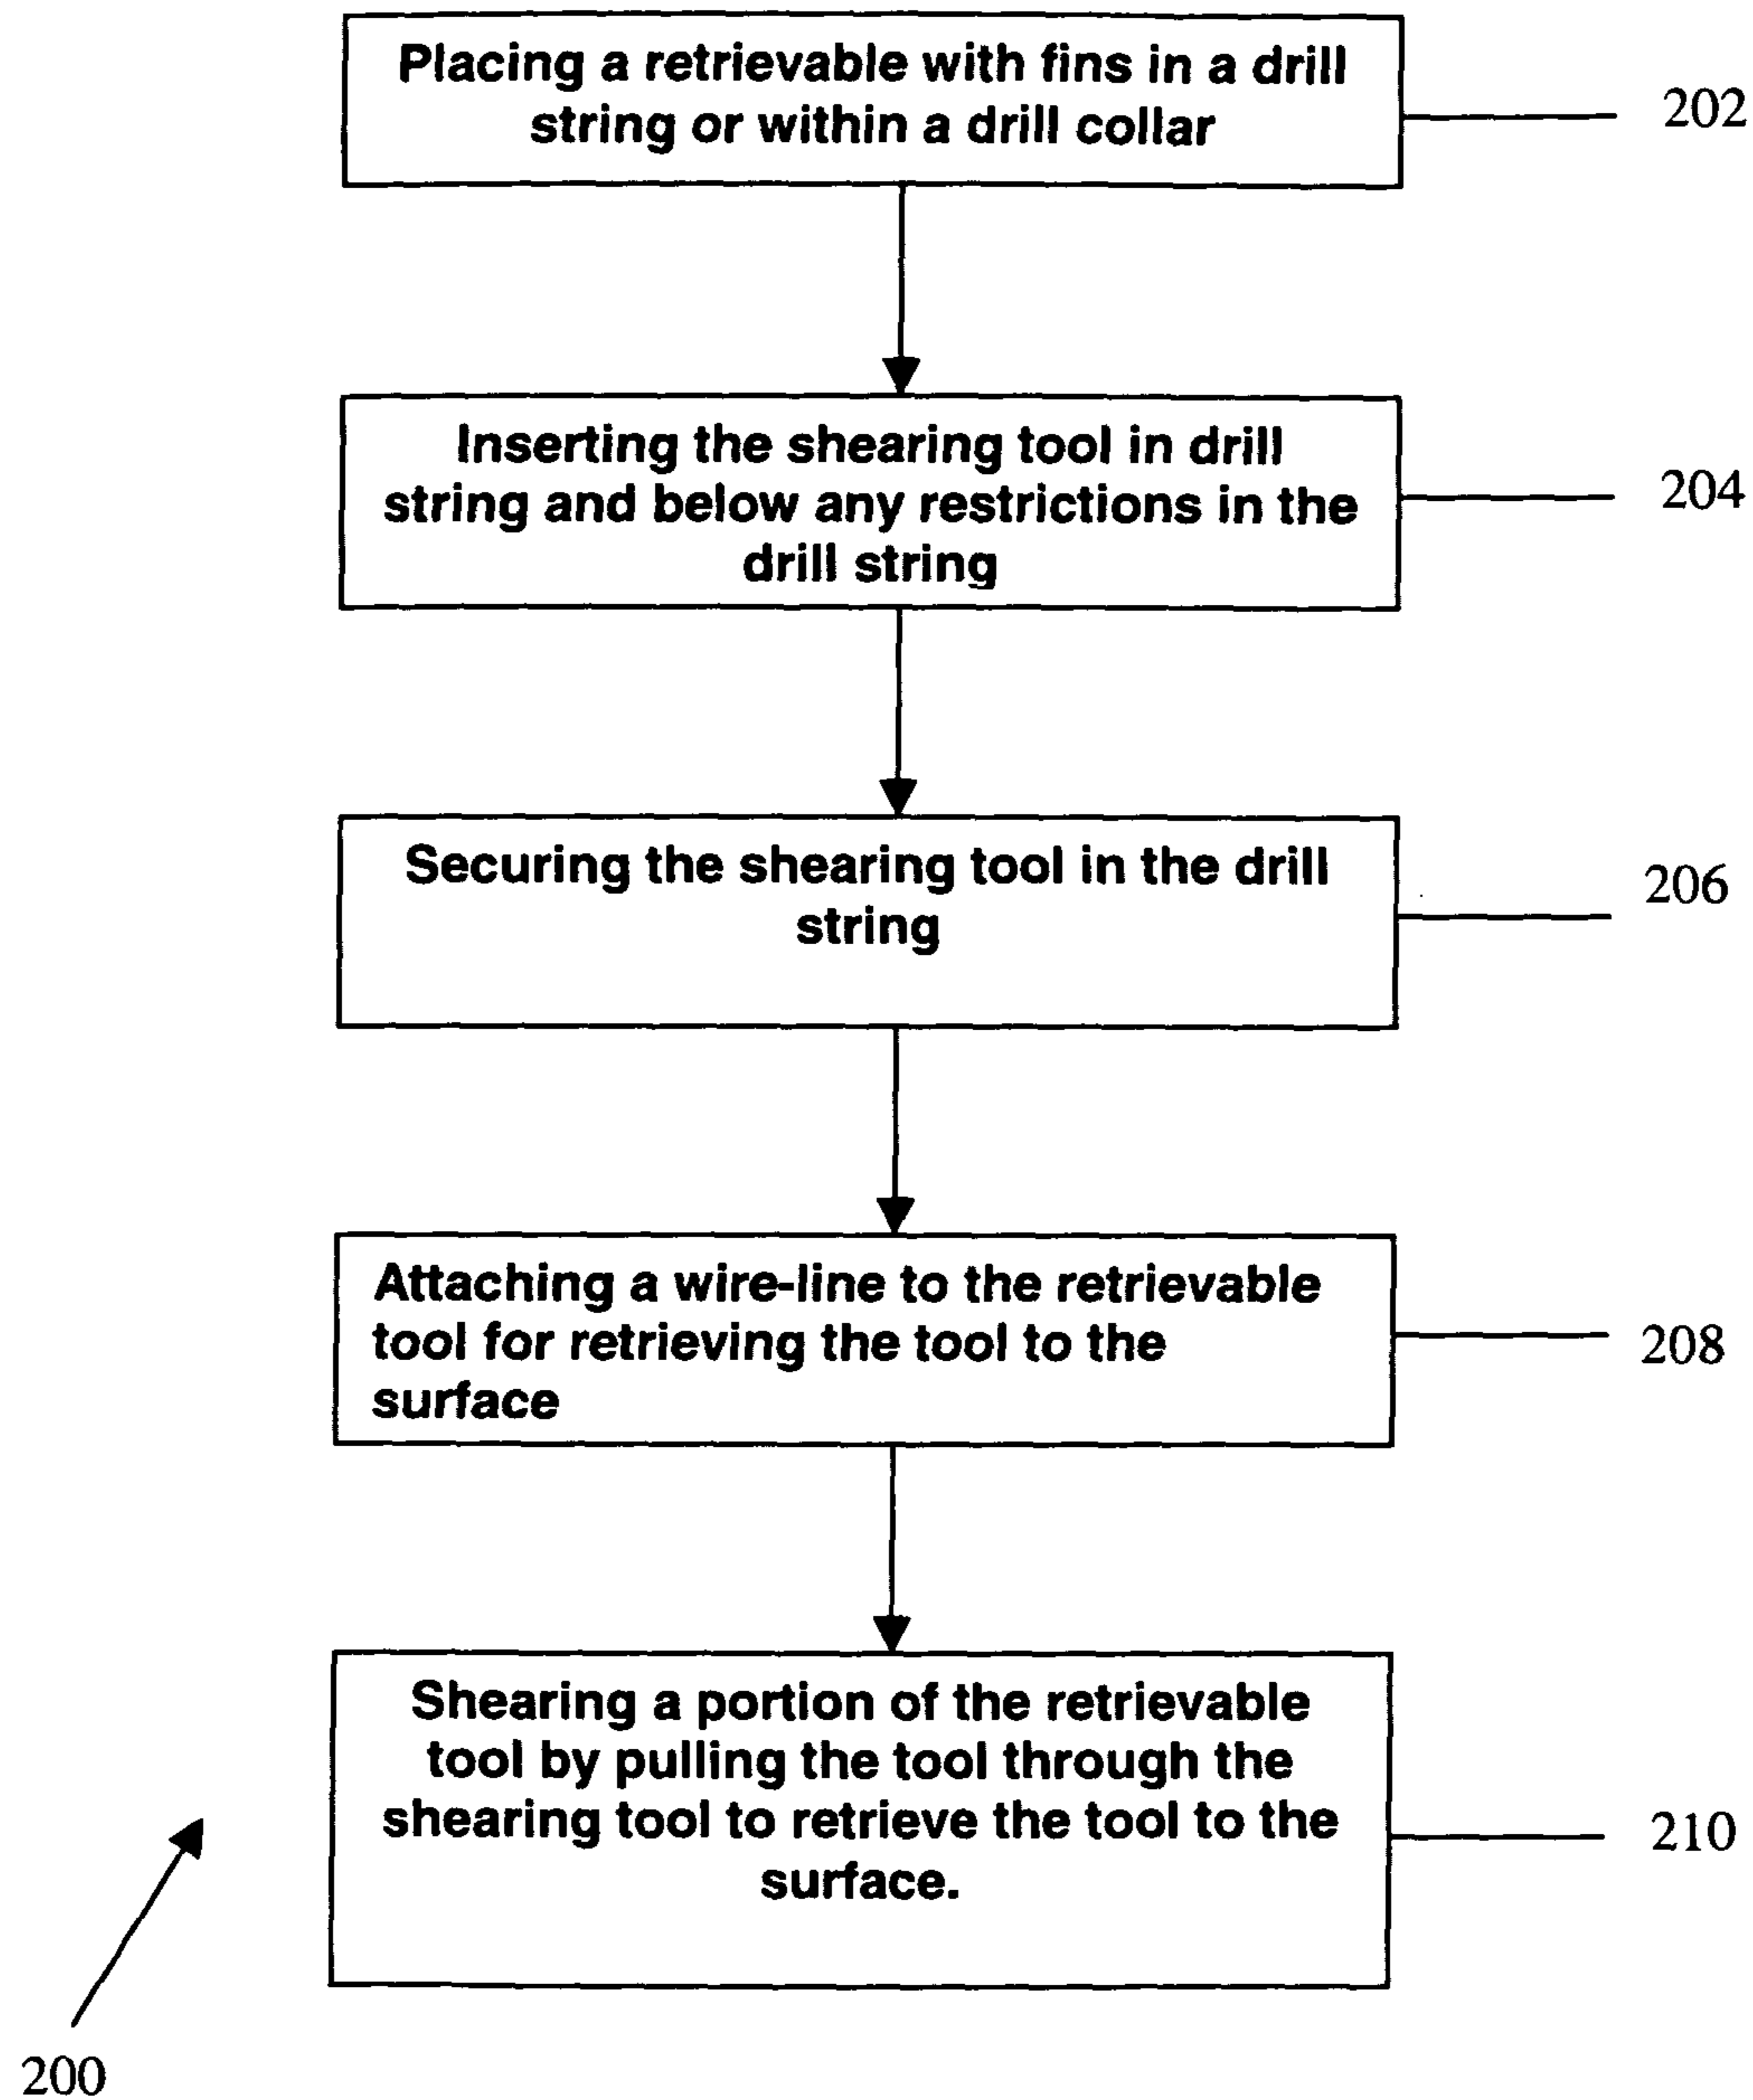 Placing a retrievable with fins in a drill
string or within a drill collar
202
Inserting the shearing tool in drill
string and below any restrictions in the
drill string
204
Securing the shearing tool in the drill
string
206
Attaching a wire-line to the retrievable
tool for retrieving the tool to the
surface
208
Shearing a portion of the retrievable
tool by pulling the tool through the
shearing tool to retrieve the tool to the
surface.
210
200